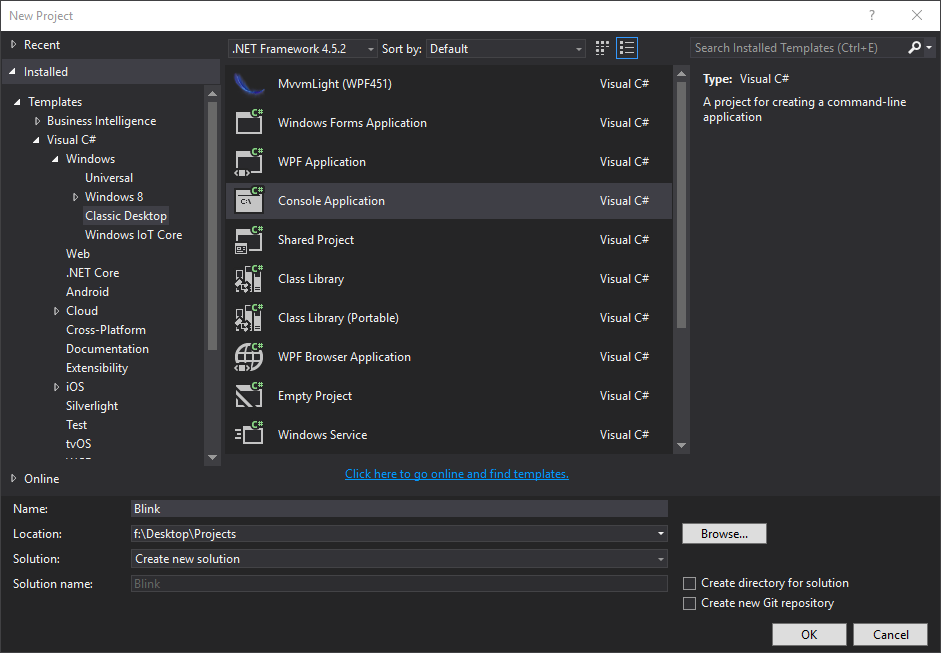 New Project
Recent
.NET Framework 4.5.2
Sort by:
Default
Search Installed Templates (Ctrl+E)
Installed
Templates
Business Intelligence
Visual C#
Windows
Universal
Windows 8
Classic Desktop
Windows IoT Core
Web
.NET Core
Android
Cloud
Cross-Platform
Documentation
Extensibility
iOS
Silverlight
Test
tvOS
Online
MvvmLight (WPF451) Visual C#
Windows Forms Application Visual C#
WPF Application Visual C#
Console Application Visual C#
Shared Project Visual C#
Class Library Visual C#
Class Library (Portable) Visual C#
WPF Browser Application Visual C#
Empty Project Visual C#
Windows Service Visual C#
Click here to go online and find templates.
Type: Visual C#
A project for creating a command-line
application
Name: Blink
Location: f:\Desktop\Projects
Browse...
Solution: Create new solution
Solution name: Blink
Create directory for solution
Create new Git repository
OK
Cancel